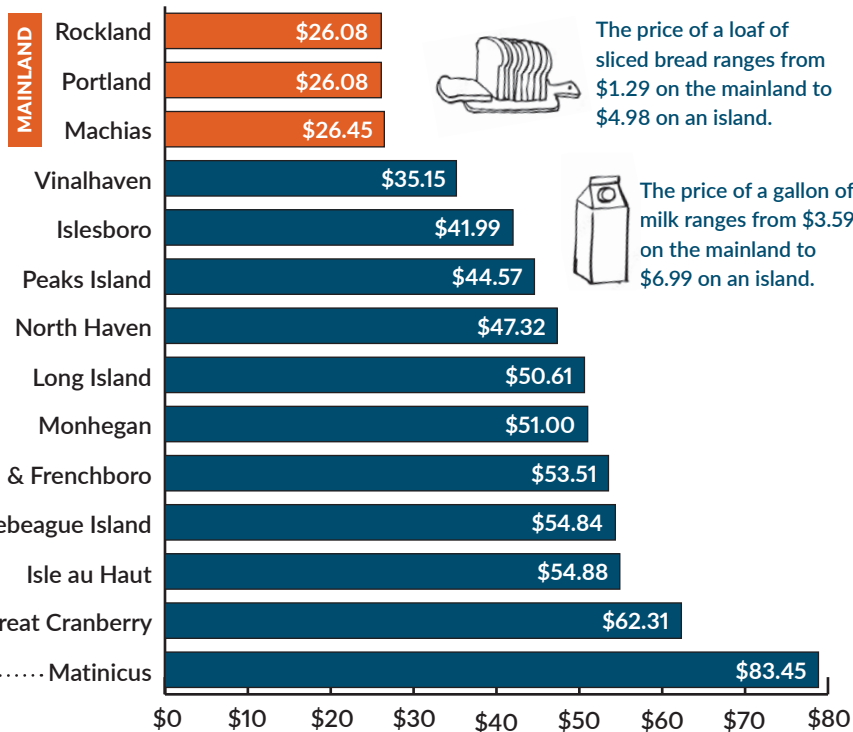 MAINLAND
Rockland $26.08
Portland $26.08
Machias $26.45
Vinalhaven $35.15
Islesboro $41.99
Peaks Island $44.57
North Haven $47.32
Long Island $50.61
Monhegan $51.00
& Frenchboro $53.51
ebeague Island $54.84
Isle au Haut $54.88
reat Cranberry $62.31
...... Matinicus $83.45
$0 $10 $20 $30 $40 $50 $60 $70 $80
The price of a loaf of
sliced bread ranges from
$1.29 on the mainland to
$4.98 on an island.
The price of a gallon of
milk ranges from $3.59
on the mainland to
$6.99 on an island.